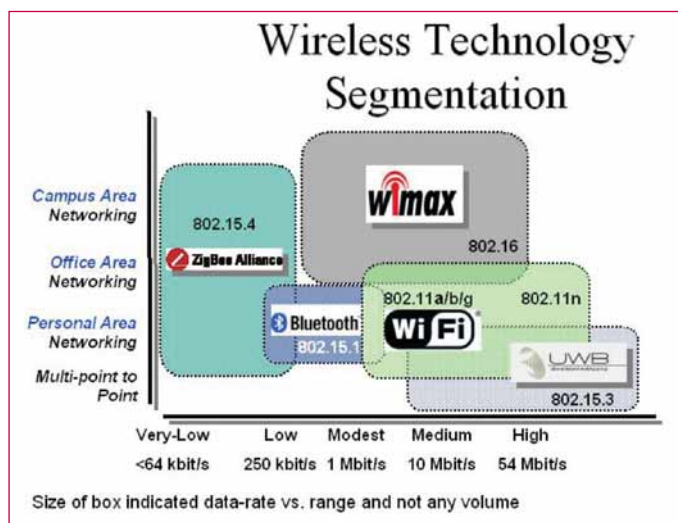 Wireless Technology
Segmentation
Campus Area
Networking
Office Area
Networking
Personal Area
Networking
Multi-point to
Point
802.15.4
ZigBee Alliance
wimax
802.16
Bluetooth
802.15.1
802.11a/b/g
802.11n
WiFi
UWB
802.15.3
Very-Low Low Modest Medium High
<64 kbit/s 250 kbit/s 1 Mbit/s 10 Mbit/s 54 Mbit/s
Size of box indicated data-rate vs. range and not any volume